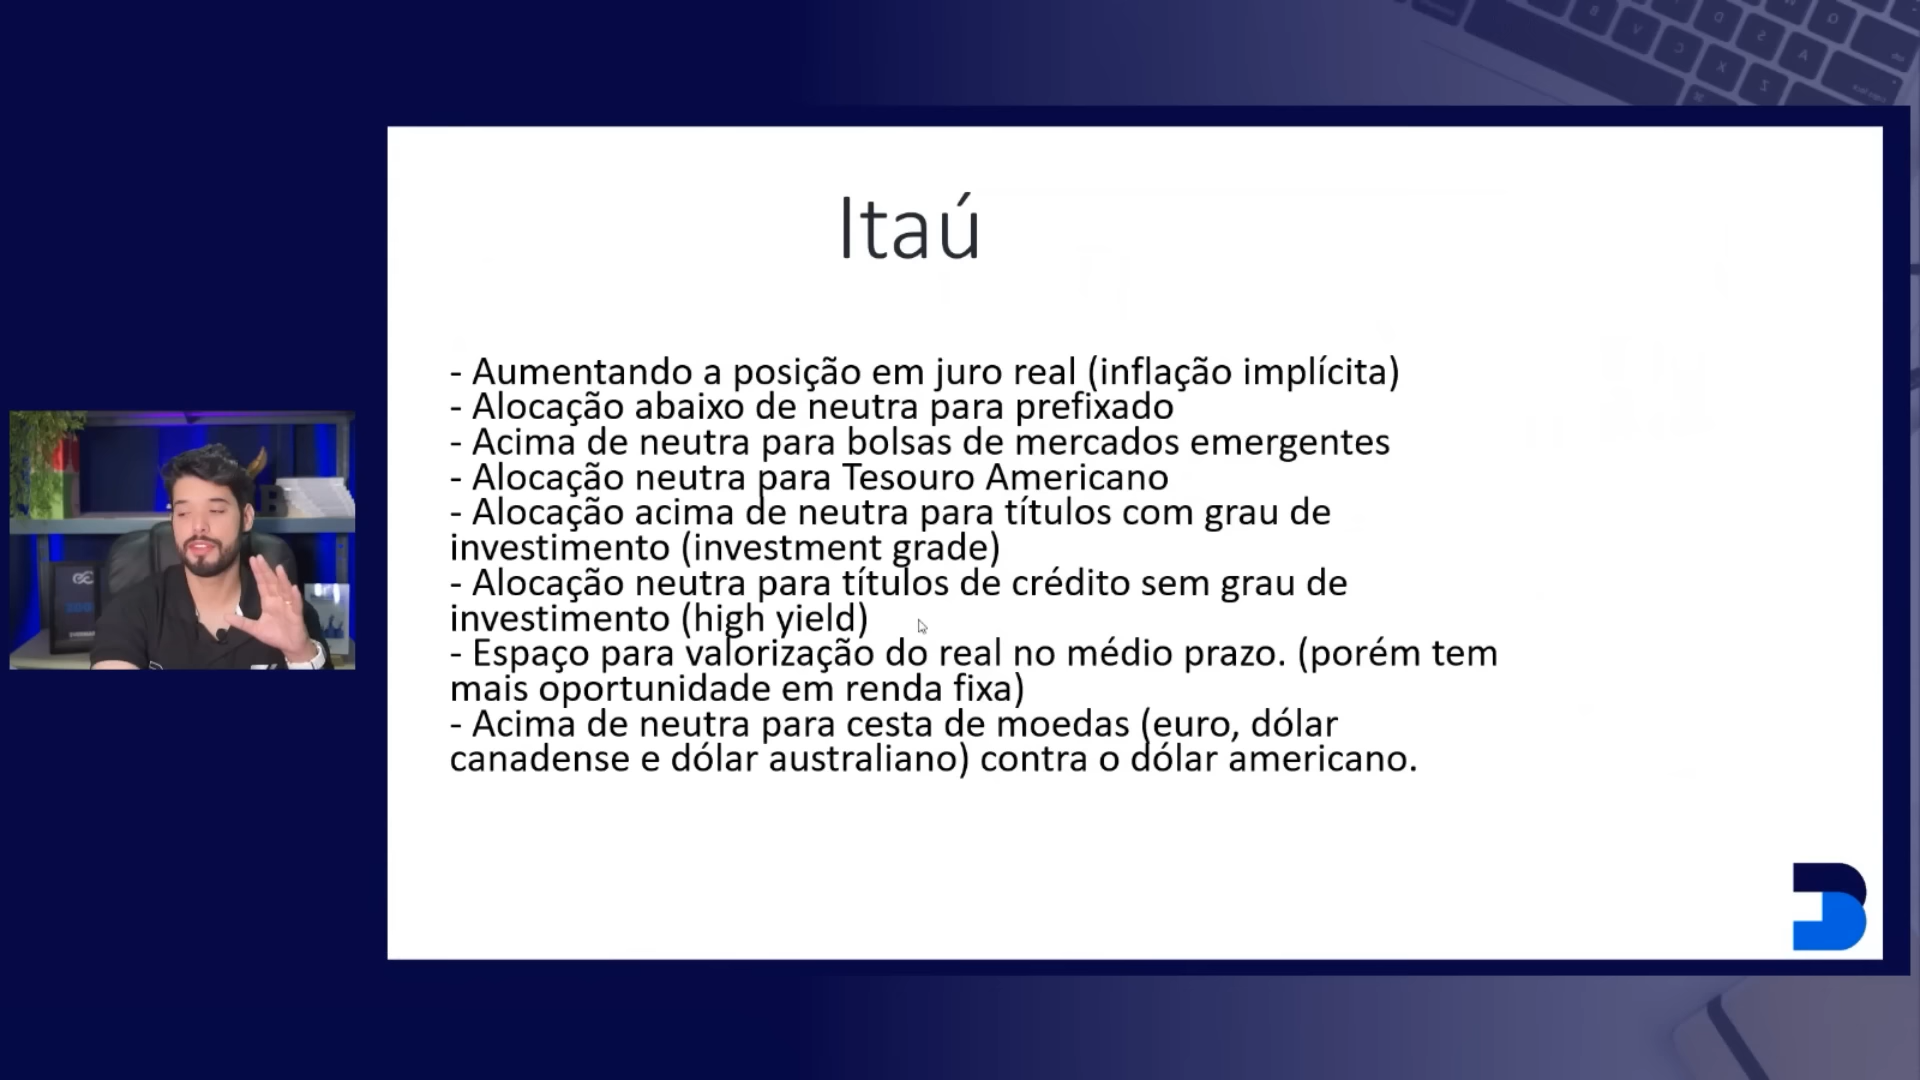 Itaú
- Aumentando a posição em juro real (inflação implícita)
- Alocação abaixo de neutra para prefixado
- Acima de neutra para bolsas de mercados emergentes
- Alocação neutra para Tesouro Americano
- Alocação acima de neutra para títulos com grau de
investimento (investment grade)
- Alocação neutra para títulos de crédito sem grau de
investimento (high yield)
- Espaço para valorização do real no médio prazo. (porém tem
mais oportunidade em renda fixa)
- Acima de neutra para cesta de moedas (euro, dólar
canadense e dólar australiano) contra o dólar americano.